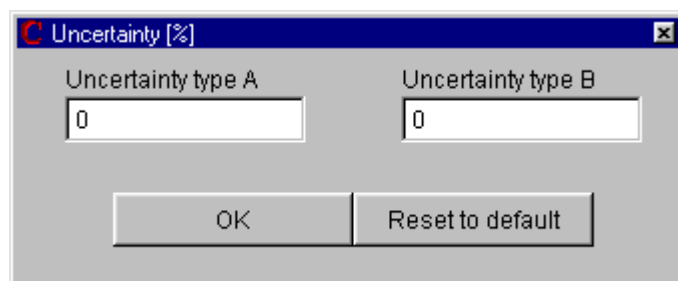 C Uncertainty [%]
Uncertainty type A Uncertainty type B
0 0
OK Reset to default